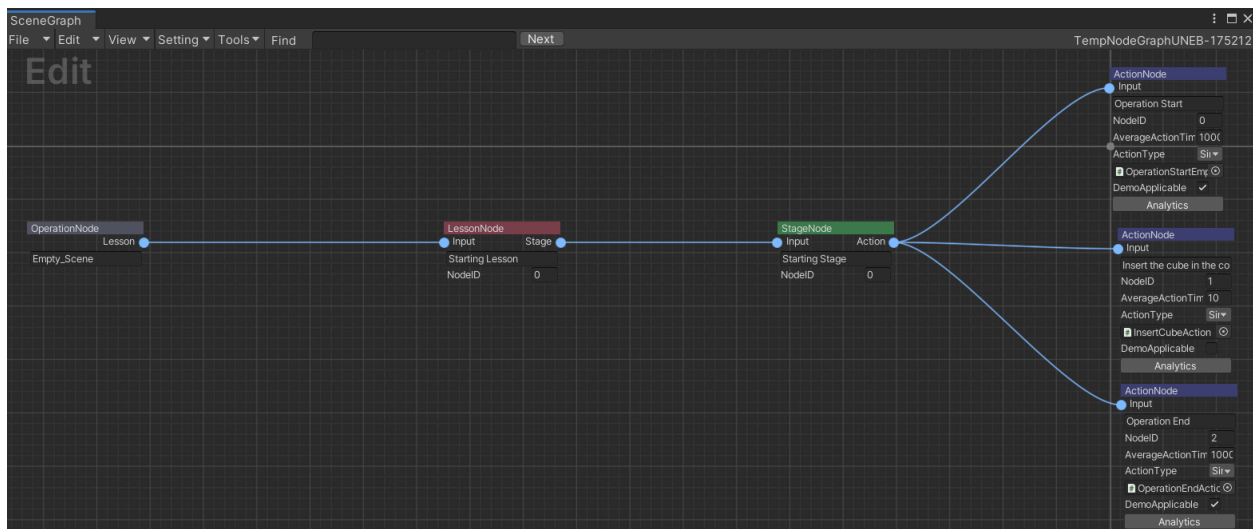 SceneGraph
File Edit View Setting Tools Find Next TempNodeGraphUNEB-175212
Edit
OperationNode
Lesson
Empty_Scene
LessonNode
Input Stage
Starting Lesson
NodeID 0
StageNode
Input Action
Starting Stage
NodeID 0
ActionNode
Input
Operation Start
NodeID 0
AverageActionTim
ActionType
OperationStartEmp
DemoApplicable
Analytics
ActionNode
Input
Insert the cube in the co
NodeID 1
AverageActionTim 10
ActionType
InsertCubeAction
DemoApplicable
Analytics
ActionNode
Input
Operation End
NodeID 2
AverageActionTim
ActionType
OperationEndActic
DemoApplicable
Analytics